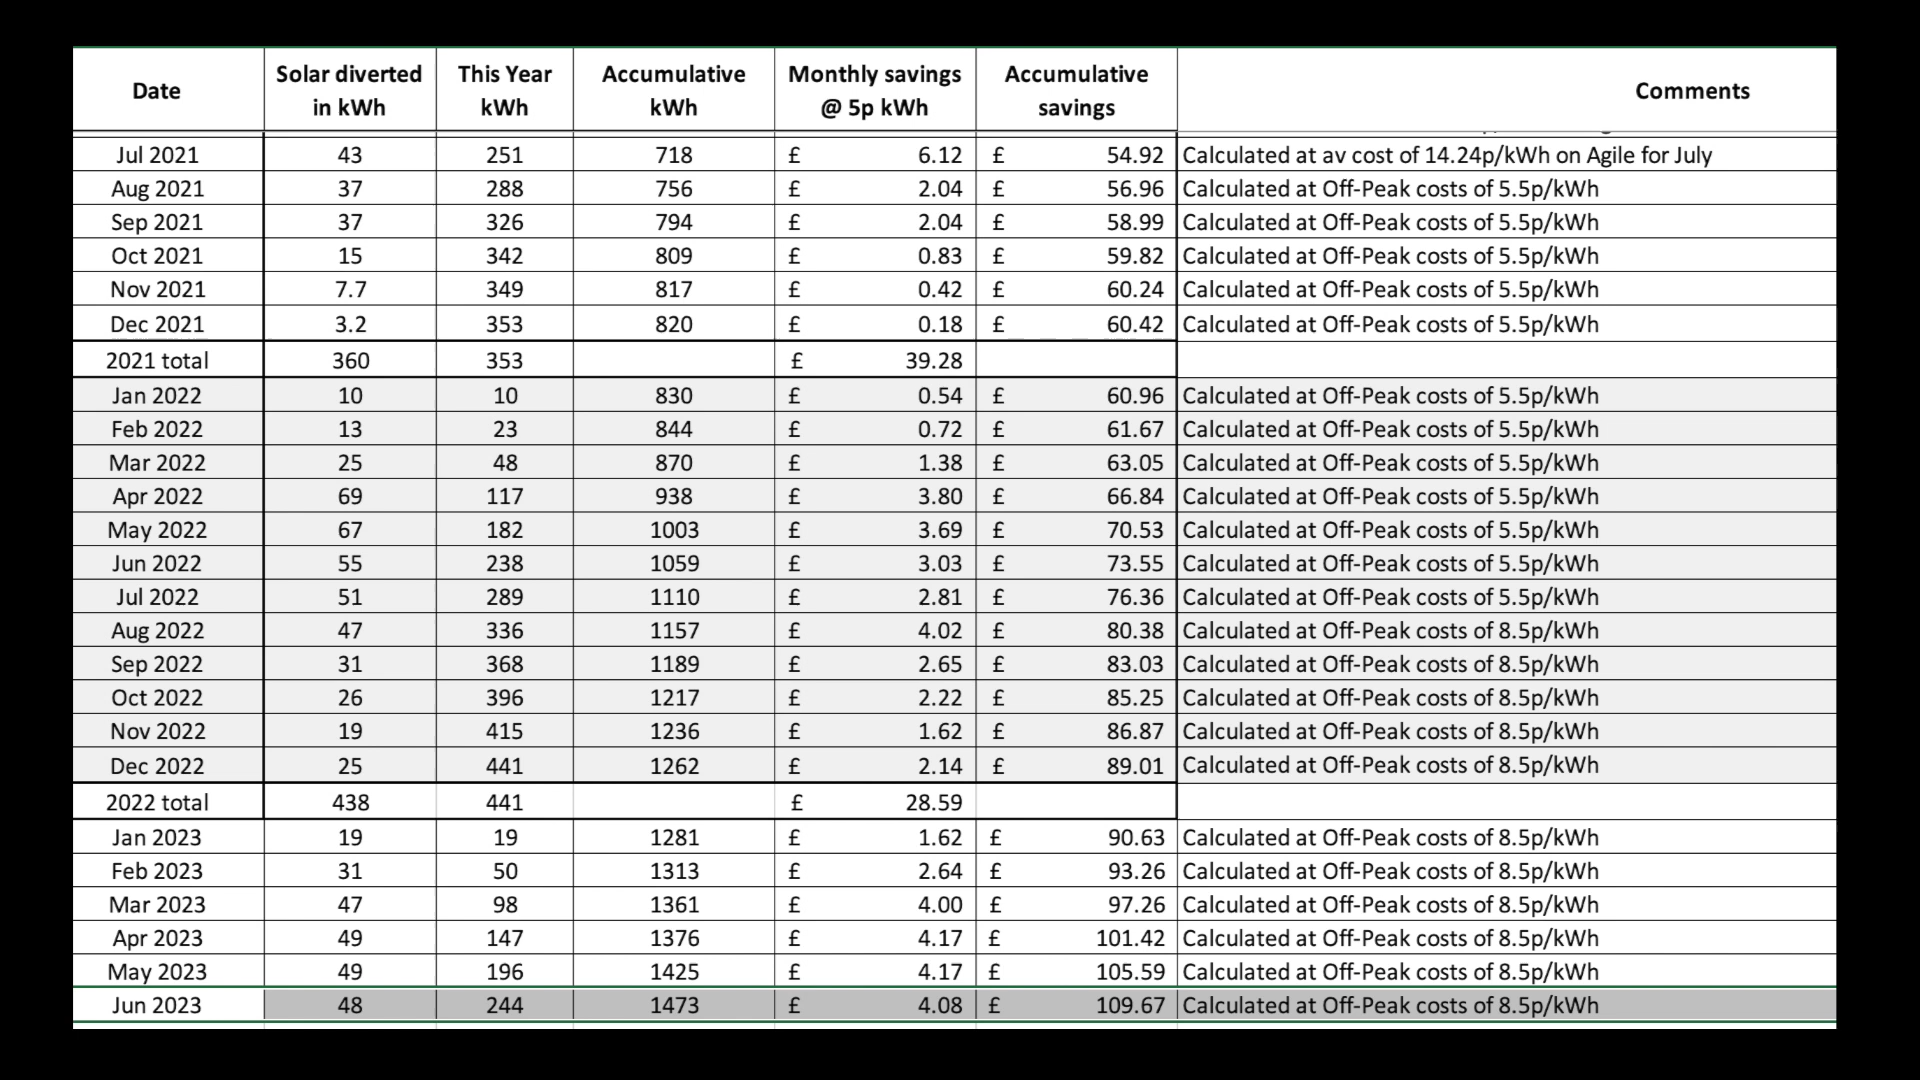 Date Solar diverted in kWh This Year kWh Accumulative kWh Monthly savings @ 5p kWh Accumulative savings Comments
Jul 2021 43 251 718 £ 6.12 £ 54.92 Calculated at av cost of 14.24p/kWh on Agile for July
Aug 2021 37 288 756 £ 2.04 £ 56.96 Calculated at Off-Peak costs of 5.5p/kWh
Sep 2021 37 326 794 £ 2.04 £ 58.99 Calculated at Off-Peak costs of 5.5p/kWh
Oct 2021 15 342 809 £ 0.83 £ 59.82 Calculated at Off-Peak costs of 5.5p/kWh
Nov 2021 7.7 349 817 £ 0.42 £ 60.24 Calculated at Off-Peak costs of 5.5p/kWh
Dec 2021 3.2 353 820 £ 0.18 £ 60.42 Calculated at Off-Peak costs of 5.5p/kWh
2021 total 360 353 £ 39.28
Jan 2022 10 10 830 £ 0.54 £ 60.96 Calculated at Off-Peak costs of 5.5p/kWh
Feb 2022 13 23 844 £ 0.72 £ 61.67 Calculated at Off-Peak costs of 5.5p/kWh
Mar 2022 25 48 870 £ 1.38 £ 63.05 Calculated at Off-Peak costs of 5.5p/kWh
Apr 2022 69 117 938 £ 3.80 £ 66.84 Calculated at Off-Peak costs of 5.5p/kWh
May 2022 67 182 1003 £ 3.69 £ 70.53 Calculated at Off-Peak costs of 5.5p/kWh
Jun 2022 55 238 1059 £ 3.03 £ 73.55 Calculated at Off-Peak costs of 5.5p/kWh
Jul 2022 51 289 1110 £ 2.81 £ 76.36 Calculated at Off-Peak costs of 5.5p/kWh
Aug 2022 47 336 1157 £ 4.02 £ 80.38 Calculated at Off-Peak costs of 8.5p/kWh
Sep 2022 31 368 1189 £ 2.65 £ 83.03 Calculated at Off-Peak costs of 8.5p/kWh
Oct 2022 26 396 1217 £ 2.22 £ 85.25 Calculated at Off-Peak costs of 8.5p/kWh
Nov 2022 19 415 1236 £ 1.62 £ 86.87 Calculated at Off-Peak costs of 8.5p/kWh
Dec 2022 25 441 1262 £ 2.14 £ 89.01 Calculated at Off-Peak costs of 8.5p/kWh
2022 total 438 441 £ 28.59
Jan 2023 19 19 1281 £ 1.62 £ 90.63 Calculated at Off-Peak costs of 8.5p/kWh
Feb 2023 31 50 1313 £ 2.64 £ 93.26 Calculated at Off-Peak costs of 8.5p/kWh
Mar 2023 47 98 1361 £ 4.00 £ 97.26 Calculated at Off-Peak costs of 8.5p/kWh
Apr 2023 49 147 1376 £ 4.17 £ 101.42 Calculated at Off-Peak costs of 8.5p/kWh
May 2023 49 196 1425 £ 4.17 £ 105.59 Calculated at Off-Peak costs of 8.5p/kWh
Jun 2023 48 244 1473 £ 4.08 £ 109.67 Calculated at Off-Peak costs of 8.5p/kWh